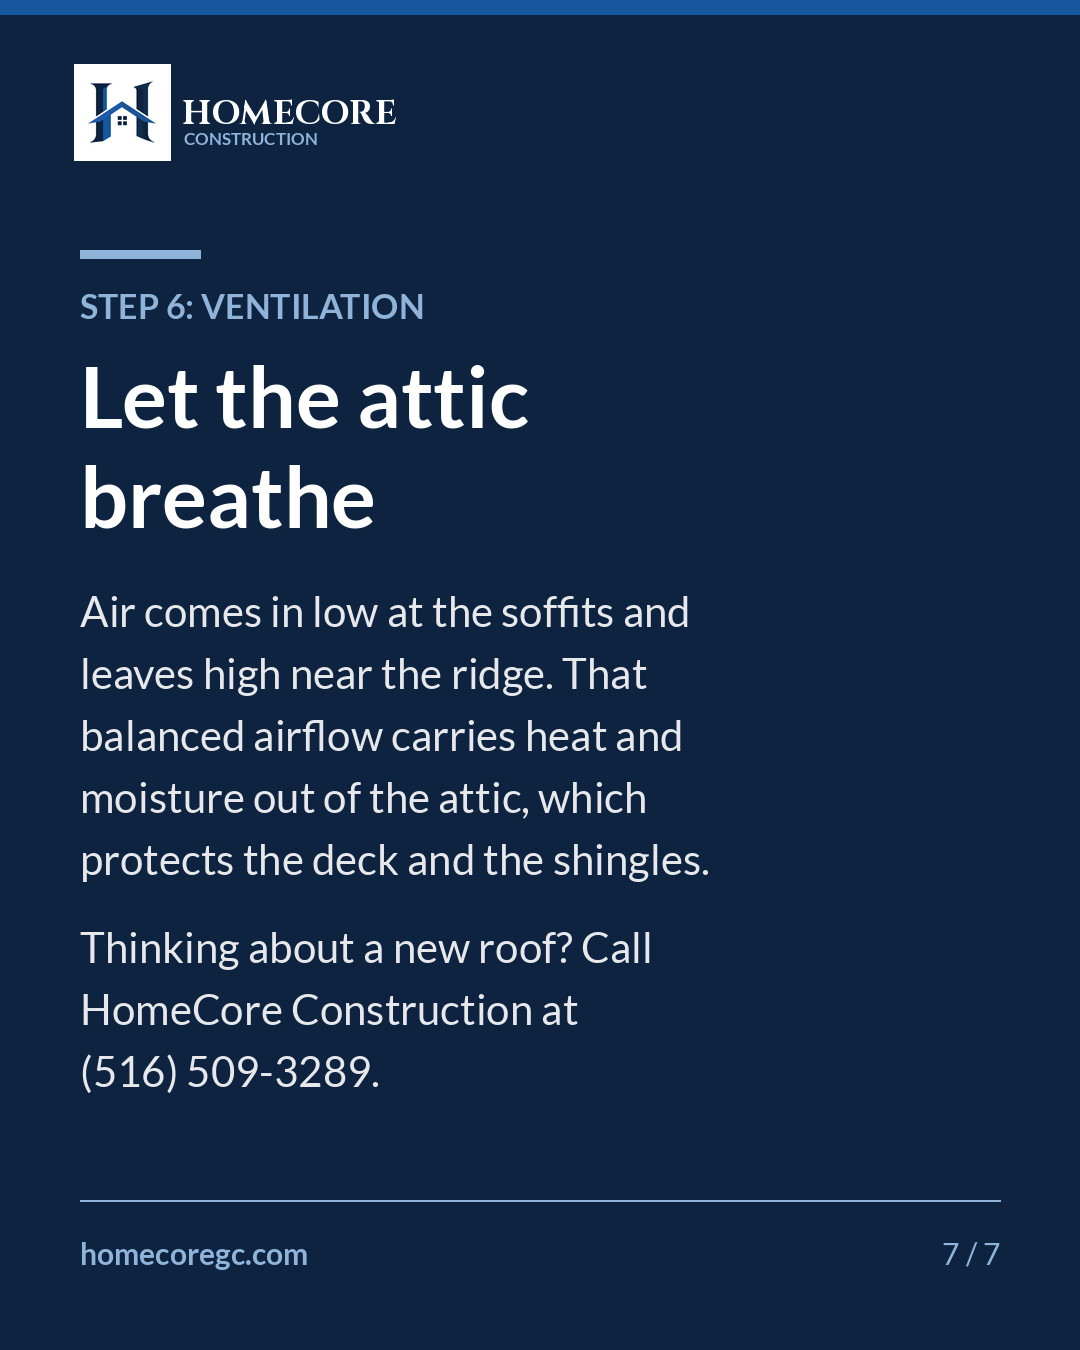 HOMECORE
CONSTRUCTION
STEP 6: VENTILATION
Let the attic
breathe
Air comes in low at the soffits and
leaves high near the ridge. That
balanced airflow carries heat and
moisture out of the attic, which
protects the deck and the shingles.
Thinking about a new roof? Call
HomeCore Construction at
(516) 509-3289.
homecoregc.com
7 / 7